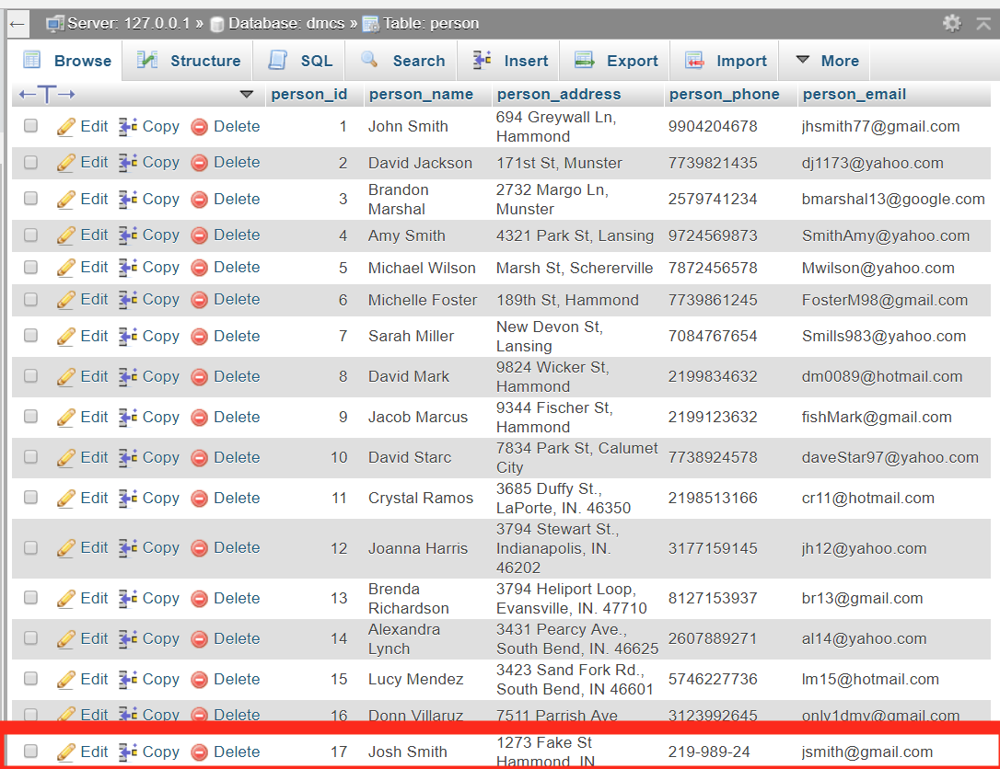 Server: 127.0.0.1 » Database: dmcs » Table: person
Browse Structure SQL Search Insert Export Import More
person_id person_name person_address person_phone person_email
Edit Copy Delete 1 John Smith 694 Greywall Ln, 9904204678 jhsmith77@gmail.com
Hammond
Edit Copy Delete 2 David Jackson 171st St, Munster 7739821435 dj1173@yahoo.com
Edit Copy Delete 3 Brandon 2732 Margo Ln, 2579741234 bmarshal13@google.com
Marshal Munster
Edit Copy Delete 4 Amy Smith 4321 Park St, Lansing 9724569873 SmithAmy@yahoo.com
Edit Copy Delete 5 Michael Wilson Marsh St, Schererville 7872456578 Mwilson@yahoo.com
Edit Copy Delete 6 Michelle Foster 189th St, Hammond 7739861245 FosterM98@gmail.com
Edit Copy Delete 7 Sarah Miller New Devon St, 7084767654 Smills983@yahoo.com
Lansing
Edit Copy Delete 8 David Mark 9824 Wicker St, 2199834632 dm0089@hotmail.com
Hammond
Edit Copy Delete 9 Jacob Marcus 9344 Fischer St, 2199123632 fishMark@gmail.com
Hammond
Edit Copy Delete 10 David Starc 7834 Park St, Calumet 7738924578 daveStar97@yahoo.com
City
Edit Copy Delete 11 Crystal Ramos 3685 Duffy St., 2198513166 cr11@hotmail.com
LaPorte, IN. 46350
Edit Copy Delete 12 Joanna Harris 3794 Stewart St., 3177159145 jh12@yahoo.com
Indianapolis, IN.
46202
Edit Copy Delete 13 Brenda 3794 Heliport Loop, 8127153937 br13@gmail.com
Richardson Evansville, IN. 47710
Edit Copy Delete 14 Alexandra 3431 Pearcy Ave., 2607889271 al14@yahoo.com
Lynch South Bend, IN. 46625
Edit Copy Delete 15 Lucy Mendez 3423 Sand Fork Rd., 5746227736 lm15@hotmail.com
South Bend, IN 46601
Edit Copy Delete 16 Donn Villaruz 7511 Parrish Ave 3123992645 only1dmv@gmail.com
Edit Copy Delete 17 Josh Smith 1273 Fake St 219-989-24 jsmith@gmail.com
Hammond, IN